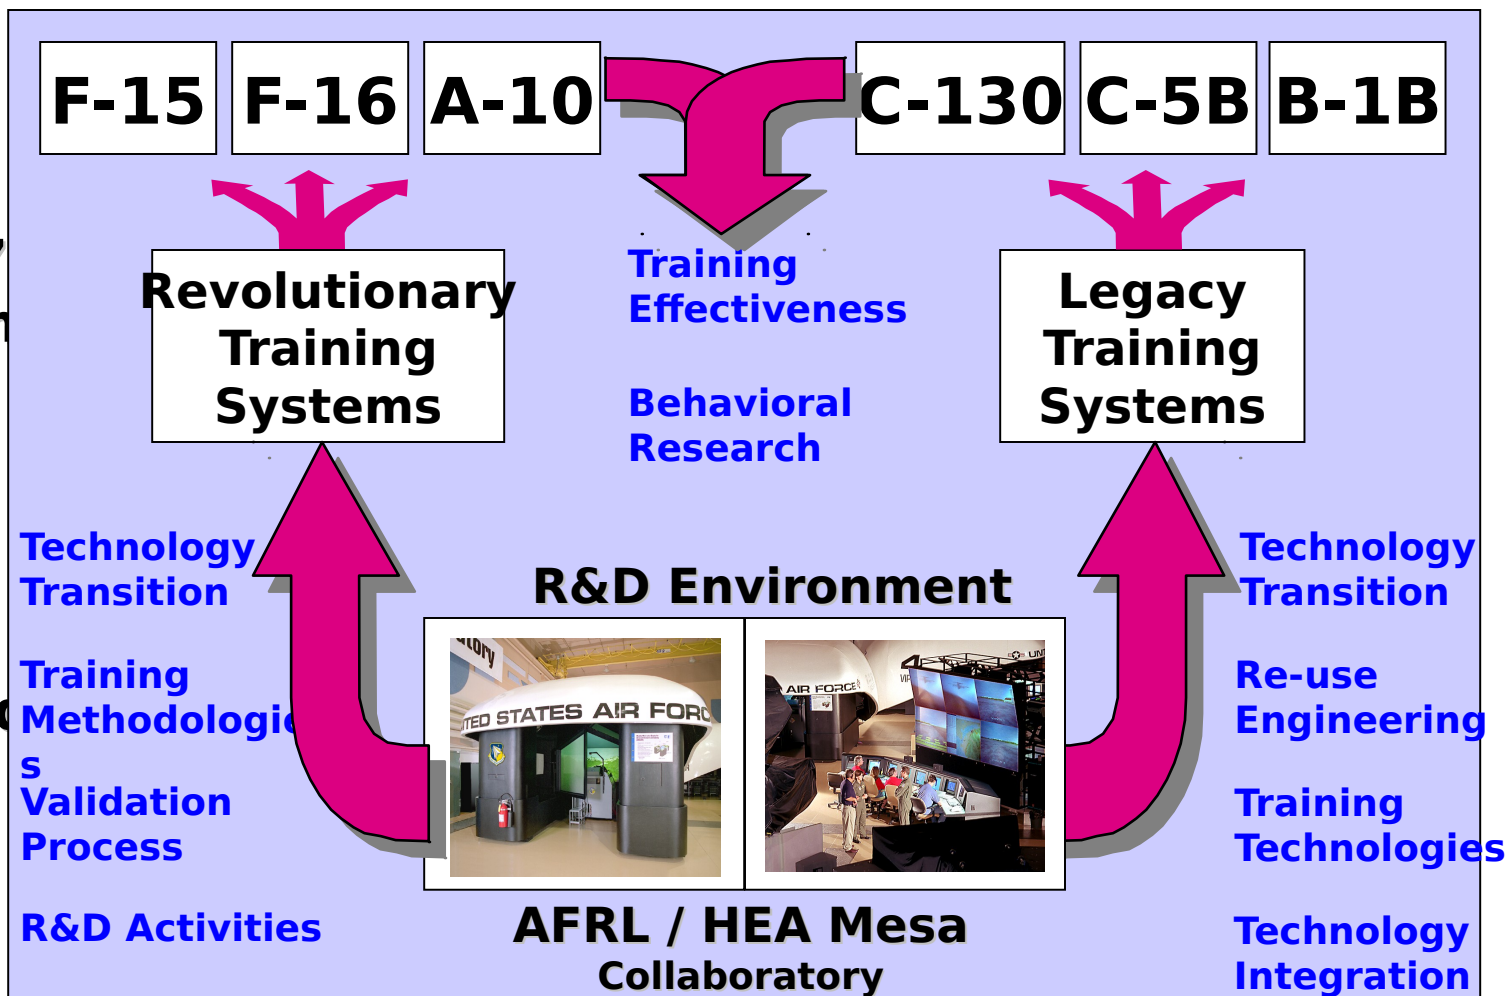 F-15
F-16
A-10
C-130
C-5B
B-1B
Revolutionary
Training
Systems
Training
Effectiveness
Behavioral
Research
Legacy
Training
Systems
Technology
Transition
Training
Methodologie
s
Validation
Process
R&D Activities
R&D Environment
UNITED STATES AIR FORC
AIR FORCE
AFRL / HEA Mesa
Collaboratory
Technology
Transition
Re-use
Engineering
Training
Technologies
Technology
Integration